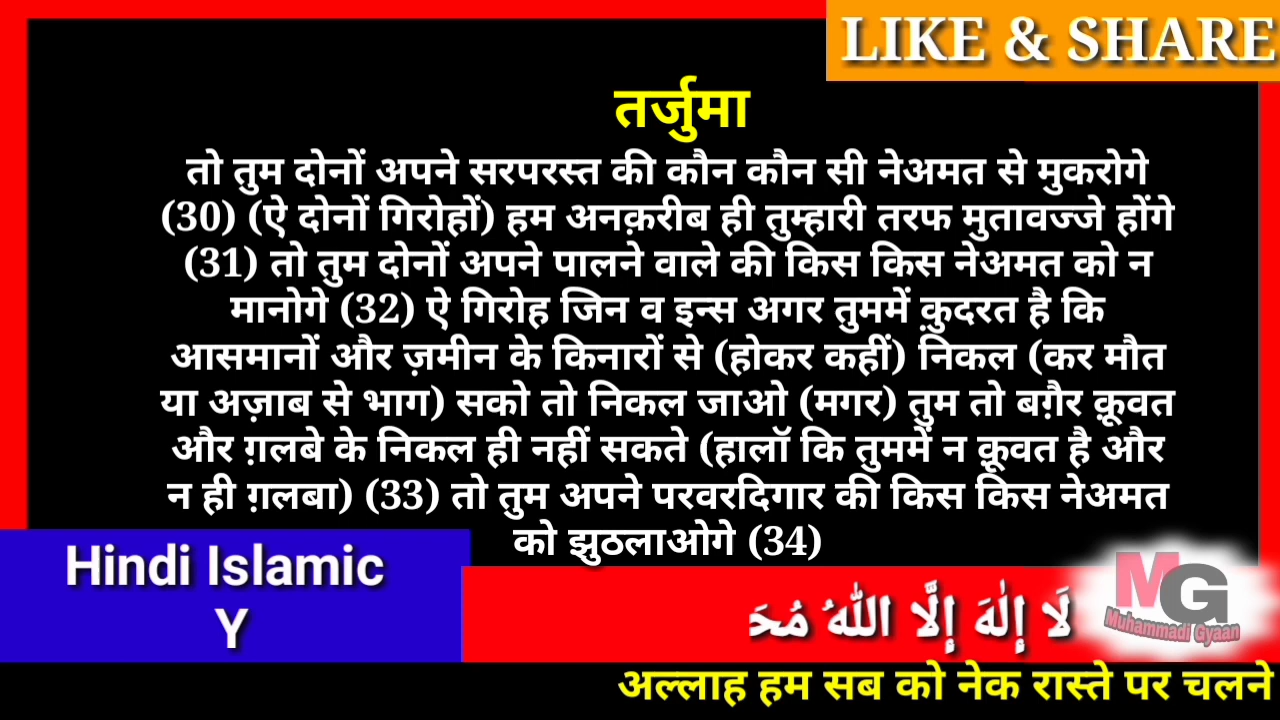 LIKE & SHARE
तर्जुमा
तो तुम दोनों अपने सरपरस्त की कौन कौन सी नेअमत से मुकरोगे
(30) (ऐ दोनों गिरोहों) हम अनक़रीब ही तुम्हारी तरफ मुतावज्जे होंगे
(31) तो तुम दोनों अपने पालने वाले की किस किस नेअमत को न
मानोगे (32) ऐ गिरोह जिन व इन्स अगर तुममें क़ुदरत है कि
आसमानों और ज़मीन के किनारों से (होकर कहीं) निकल (कर मौत
या अज़ाब से भाग) सको तो निकल जाओ (मगर) तुम तो बग़ैर क़ूवत
और ग़लबे के निकल ही नहीं सकते (हालॉ कि तुममें न क़ूवत है और
न ही ग़लबा) (33) तो तुम अपने परवरदिगार की किस किस नेअमत
को झुठलाओगे (34)
Hindi Islamic
Y
لَا إِلٰهَ إِلَّا اللهُ مُحَ
MG
Muhammadi Gyaan
अल्लाह हम सब को नेक रास्ते पर चलने